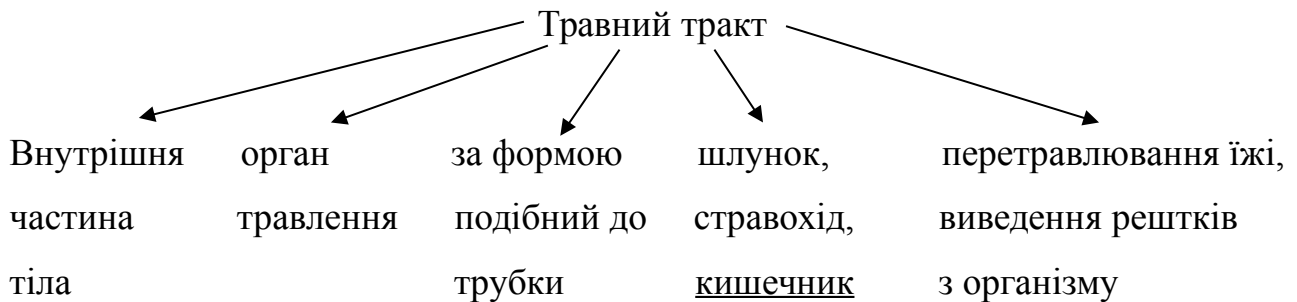 Травний тракт
Внутрішня орган за формою шлунок, перетравлювання їжі,
частина травлення подібний до стравохід, виведення рештків
тіла трубки кишечник з організму